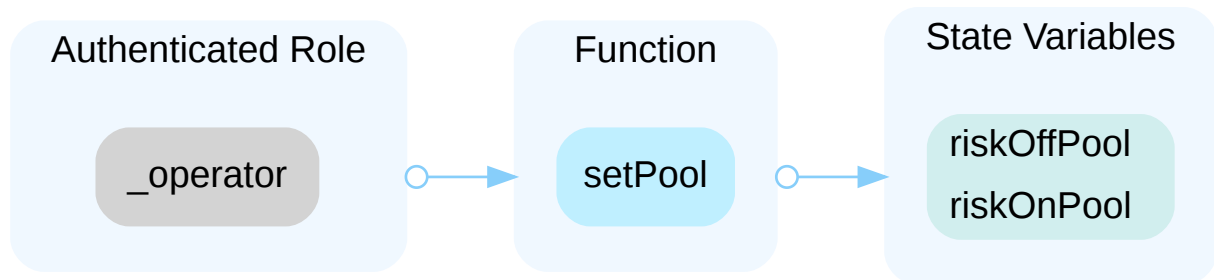 Authenticated Role
_operator
Function
setPool
State Variables
riskOffPool
riskOnPool